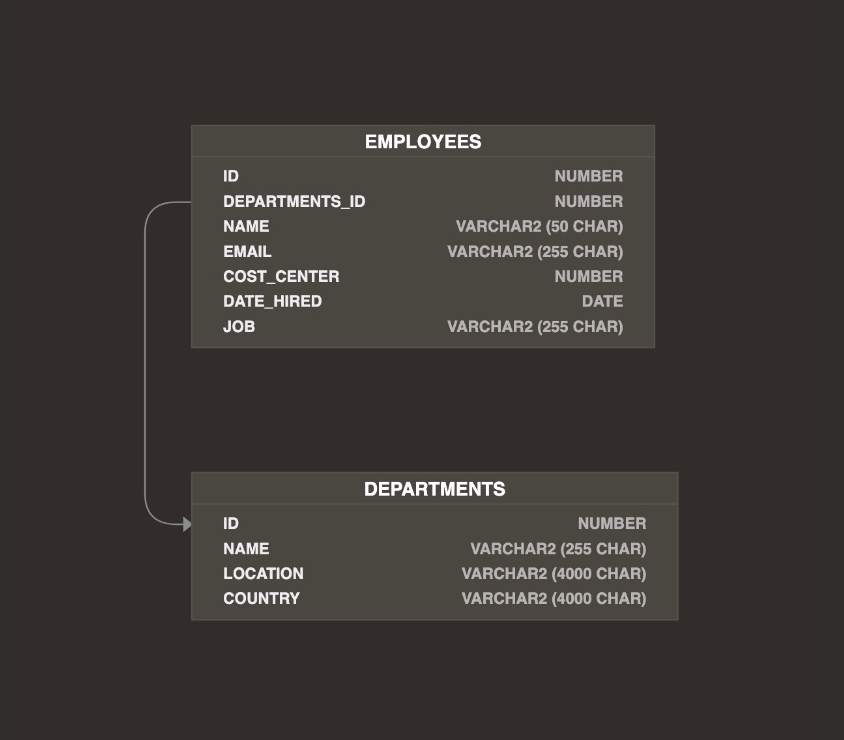 EMPLOYEES
ID NUMBER
DEPARTMENTS_ID NUMBER
NAME VARCHAR2 (50 CHAR)
EMAIL VARCHAR2 (255 CHAR)
COST_CENTER NUMBER
DATE_HIRED DATE
JOB VARCHAR2 (255 CHAR)
DEPARTMENTS
ID NUMBER
NAME VARCHAR2 (255 CHAR)
LOCATION VARCHAR2 (4000 CHAR)
COUNTRY VARCHAR2 (4000 CHAR)